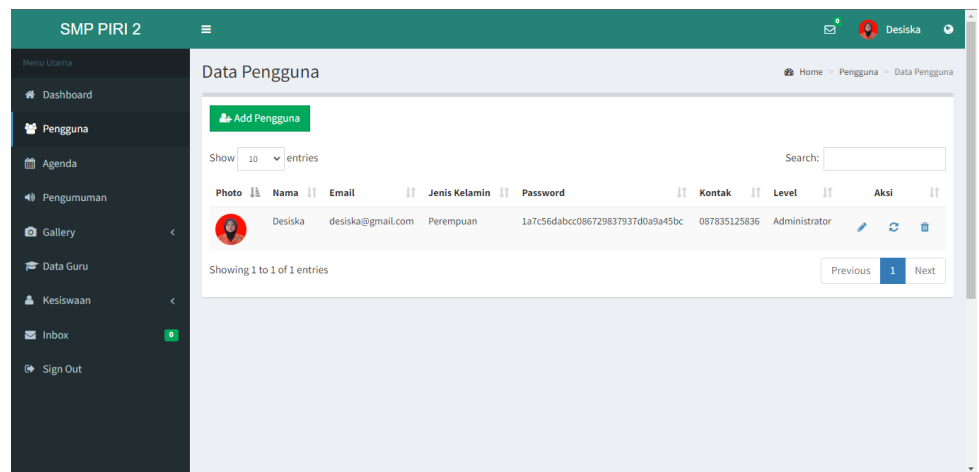 SMP PIRI 2
0
Desiska
Menu Utama
Dashboard
Pengguna
Agenda
Pengumuman
Gallery
Data Guru
Kesiswaan
Inbox 0
Sign Out
Data Pengguna
Home > Pengguna > Data Pengguna
Add Pengguna
Show 10 entries Search:
Photo Nama Email Jenis Kelamin Password Kontak Level Aksi
Desiska desiska@gmail.com Perempuan 1a7c56dabcc086729837937d0a9a45bc 087835125836 Administrator
Showing 1 to 1 of 1 entries
Previous 1 Next